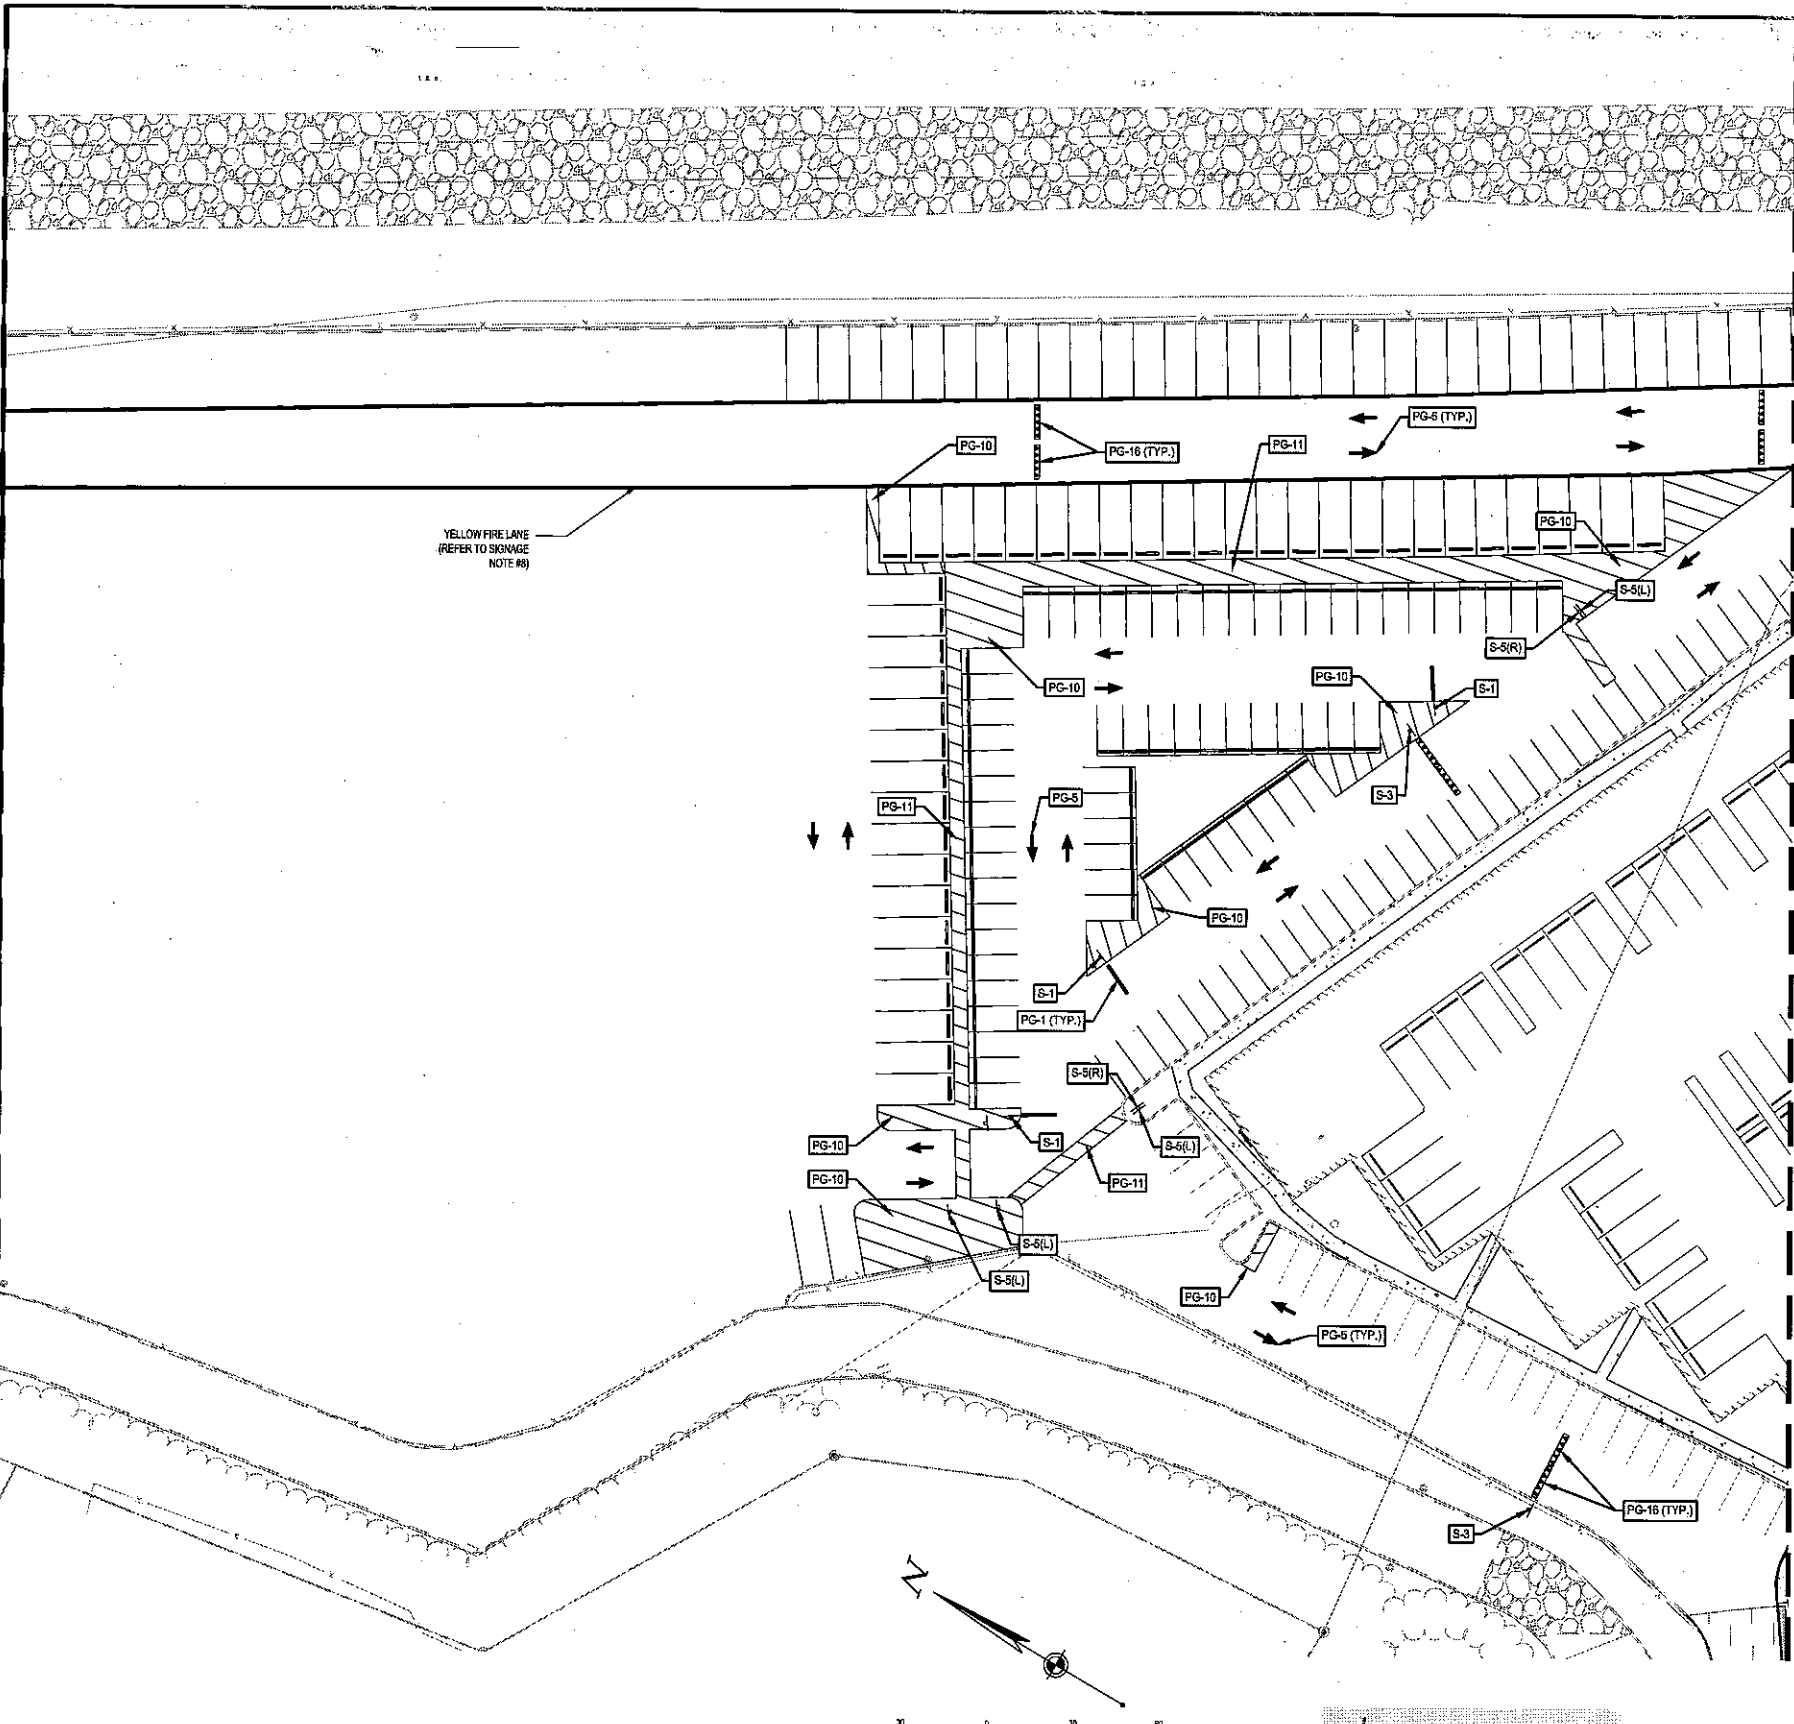 PG-6 (TYP.)
PG-10
PG-16 (TYP.)
PG-11
YELLOW FIRE LANE
(REFER TO SIGNAGE
NOTE #8)
PG-10
S-5(L)
S-5(R)
PG-10
PG-10
S-1
S-3
PG-11
PG-5
PG-10
S-1
PG-1 (TYP.)
S-5(R)
PG-10
S-1
S-5(L)
PG-10
PG-11
S-5(L)
S-5(L)
PG-10
PG-6 (TYP.)
PG-16 (TYP.)
S-3
N